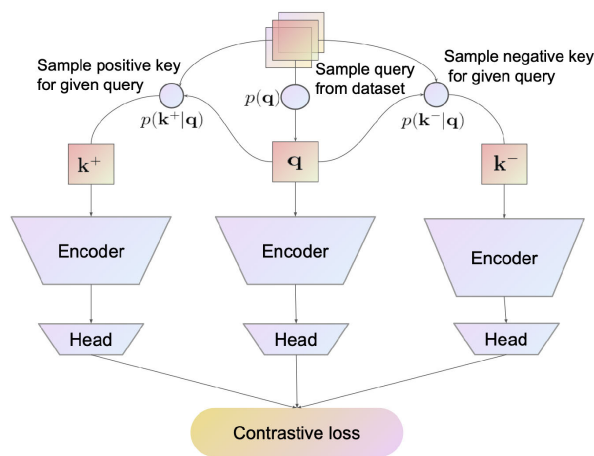 Sample positive key
for given query
Sample query
from dataset
Sample negative key
for given query
p(q)
p(k⁺|q)
p(k⁻|q)
k⁺
q
k⁻
Encoder
Encoder
Encoder
Head
Head
Head
Contrastive loss